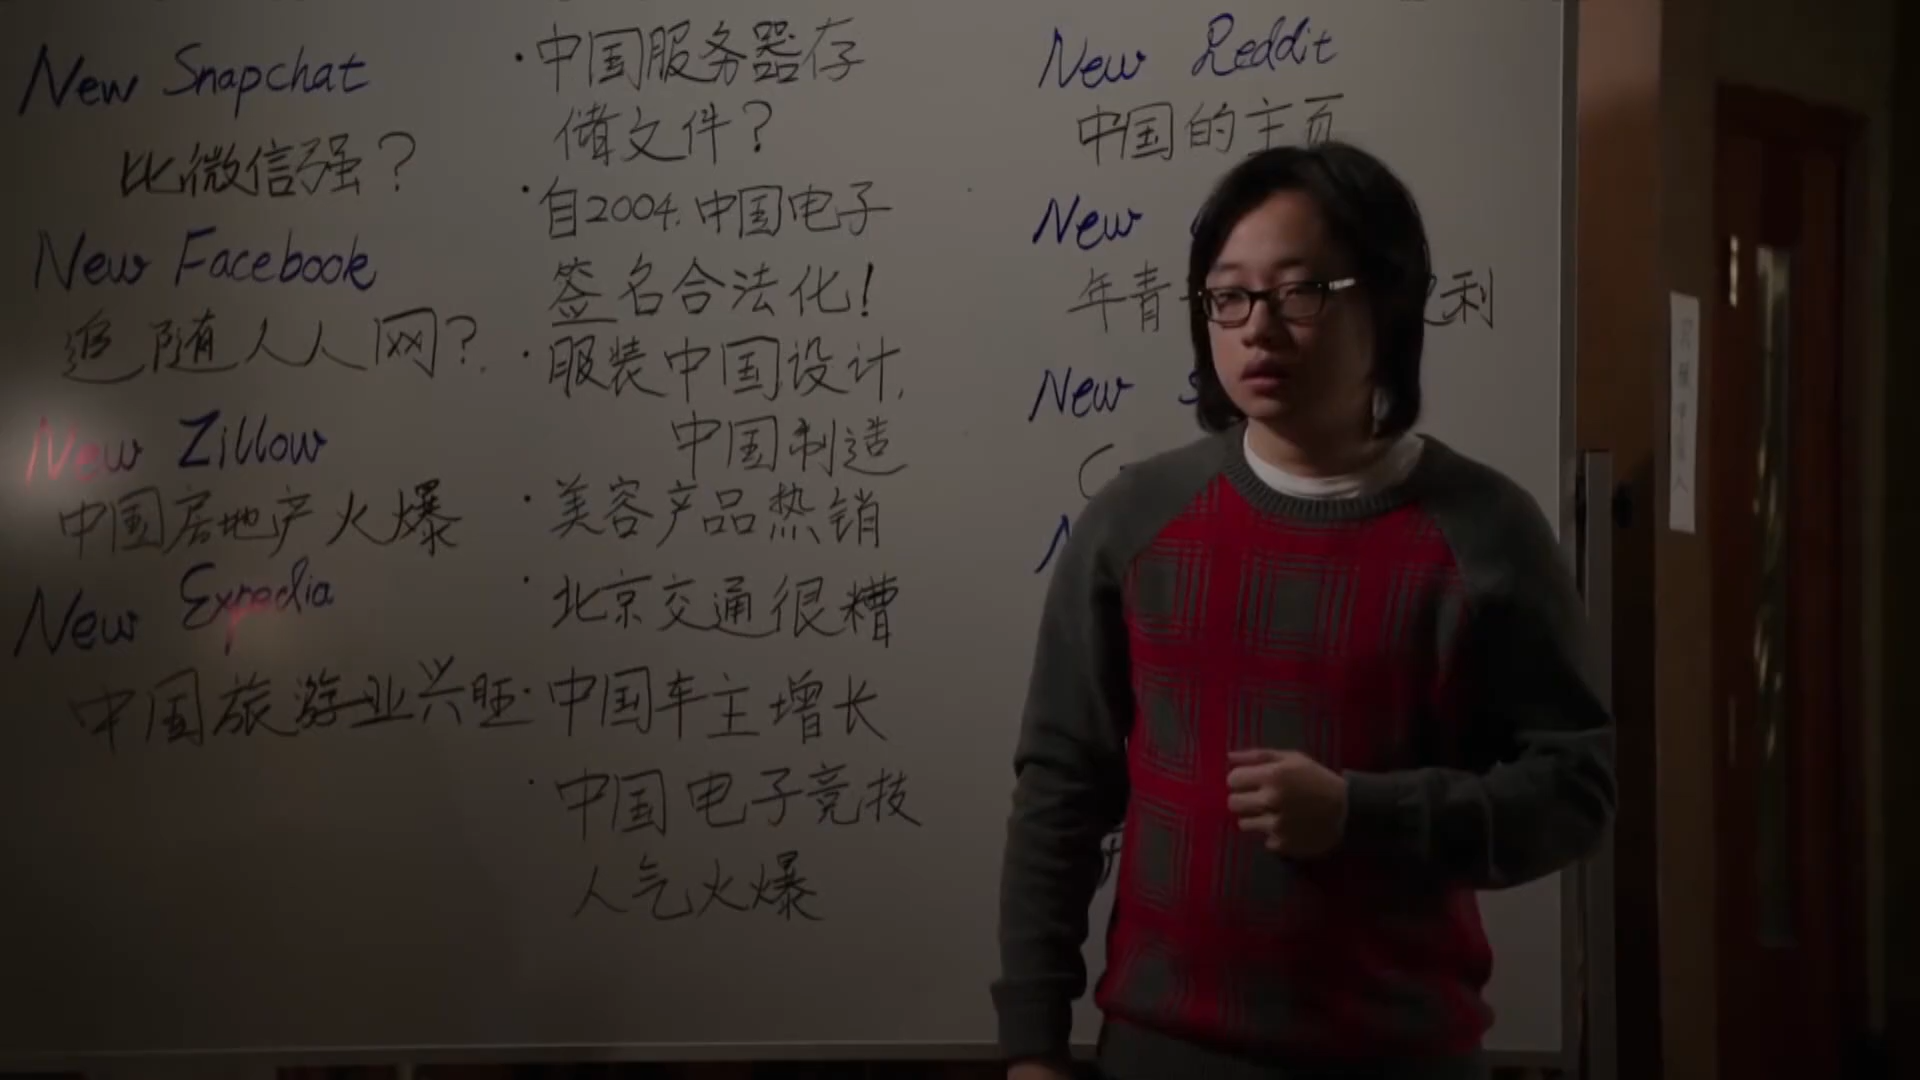 New Snapchat
比微信强？
New Facebook
追随人人网？
New Zillow
中国房地产火爆
New Expedia
中国旅游业兴旺
·中国服务器存
储文件？
·自2004.中国电子
签名合法化！
·服装中国设计，
中国制造
·美容产品热销
·北京交通很糟
·中国车主增长
·中国电子竞技
人气火爆
New Reddit
中国的主页
New
年青
利
New